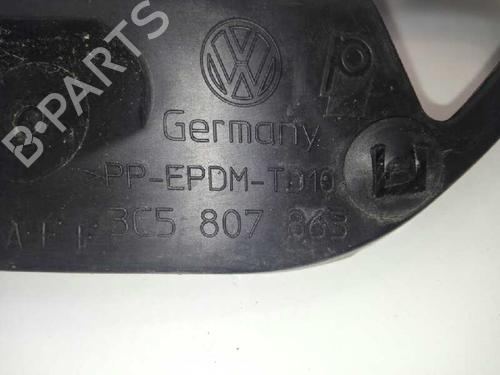 B-PARTS
Germany
PP-EPDM-TD10
3C5 807 863